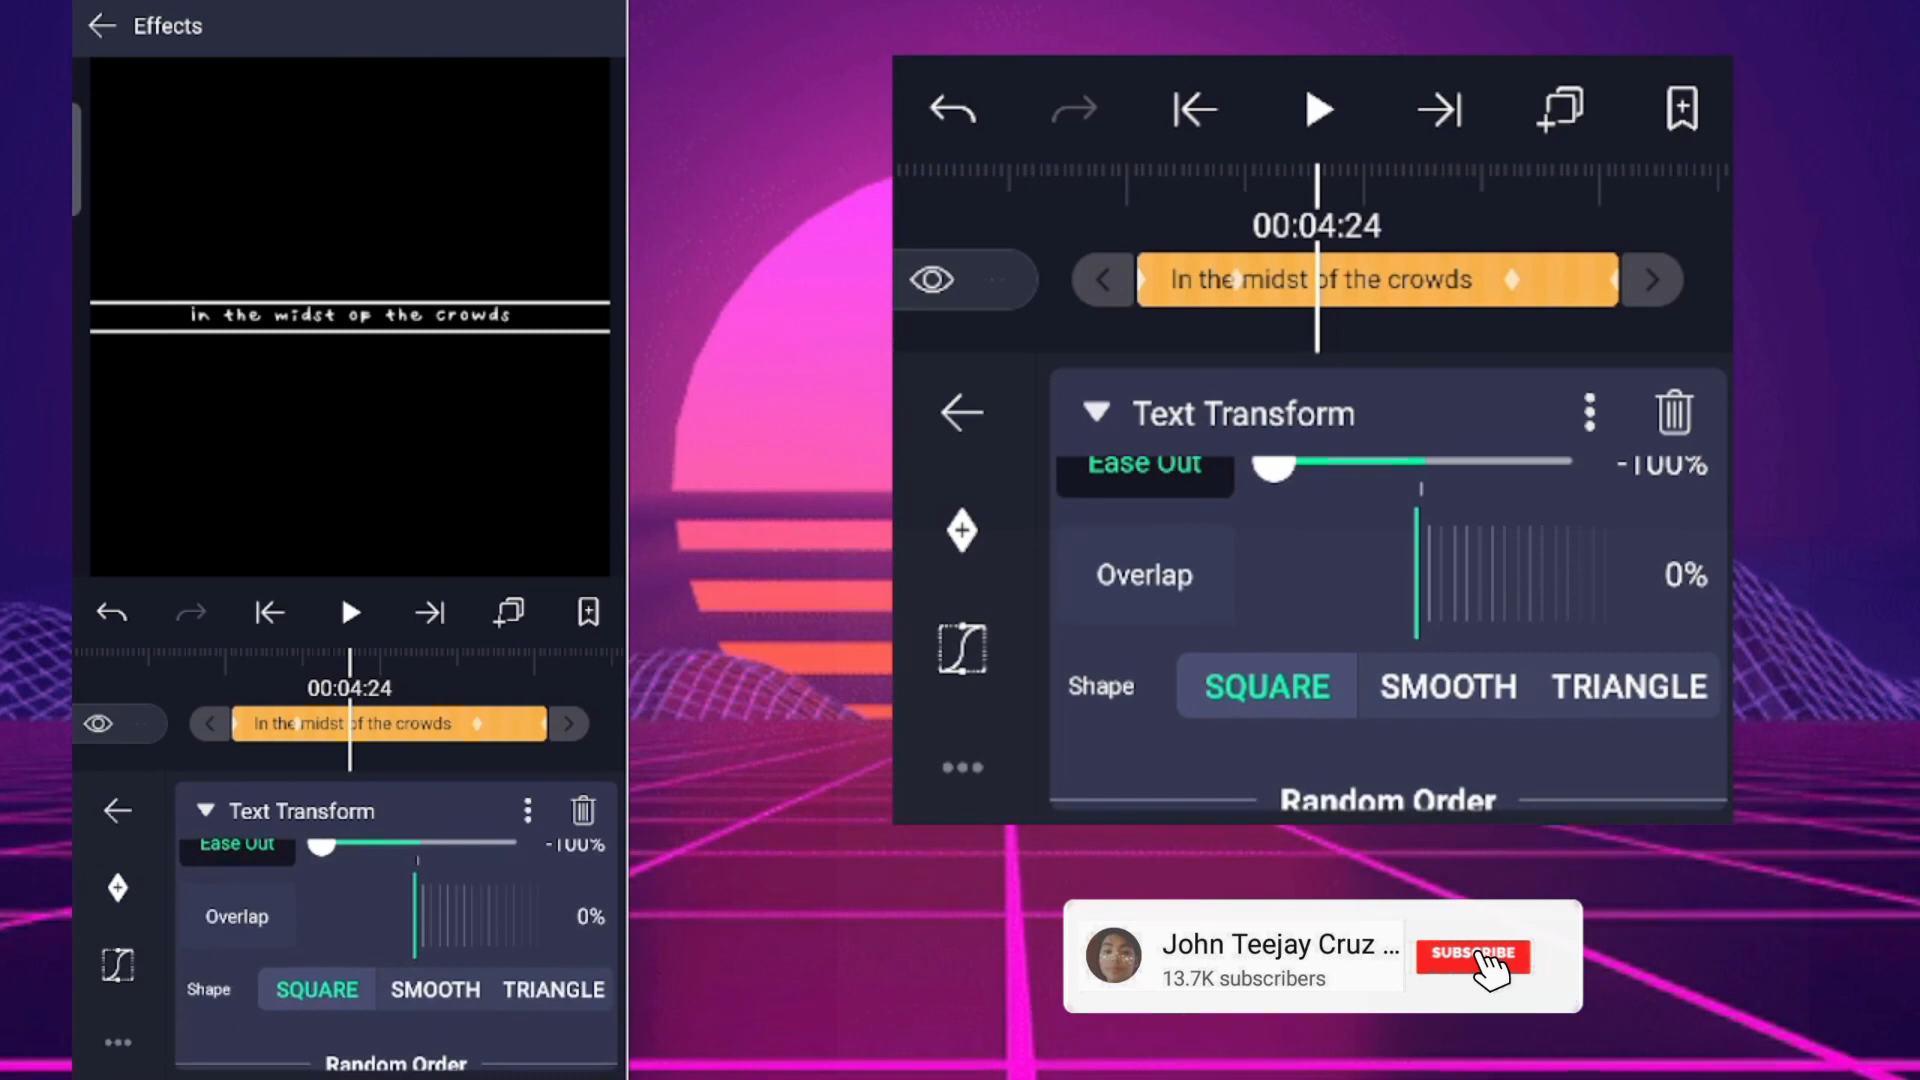 Effects
in the midst of the crowds
00:04:24
In the midst of the crowds
Text Transform
Ease Out -100%
Overlap 0%
Shape SQUARE SMOOTH TRIANGLE
Random Order
00:04:24
In the midst of the crowds
Text Transform
Ease Out -100%
Overlap 0%
Shape SQUARE SMOOTH TRIANGLE
Random Order
John Teejay Cruz ...
13.7K subscribers
SUBSCRIBE